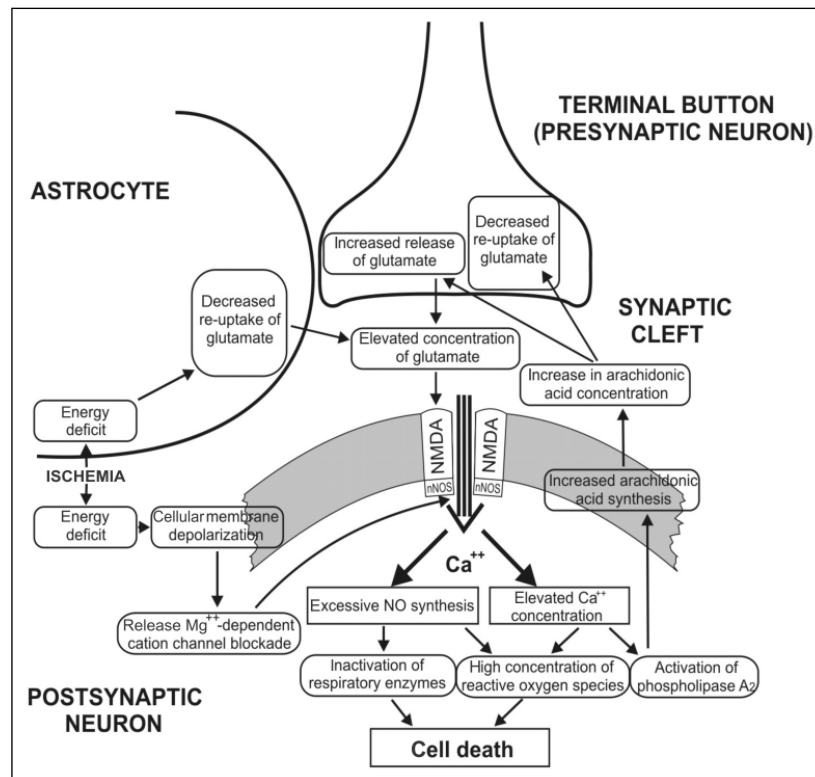 TERMINAL BUTTON
(PRESYNAPTIC NEURON)
ASTROCYTE
Increased release
of glutamate
Decreased
re-uptake of
glutamate
Decreased
re-uptake of
glutamate
SYNAPTIC
CLEFT
Elevated concentration
of glutamate
Increase in arachidonic
acid concentration
Energy
deficit
ISCHEMIA
Energy
deficit
Cellular membrane
depolarization
NMDA
nNOS
NMDA
nNOS
Increased arachidonic
acid synthesis
Ca⁺⁺
Release Mg⁺⁺-dependent
cation channel blockade
Excessive NO synthesis
Elevated Ca⁺⁺
concentration
Inactivation of
respiratory enzymes
High concentration of
reactive oxygen species
Activation of
phospholipase A₂
POSTSYNAPTIC
NEURON
Cell death